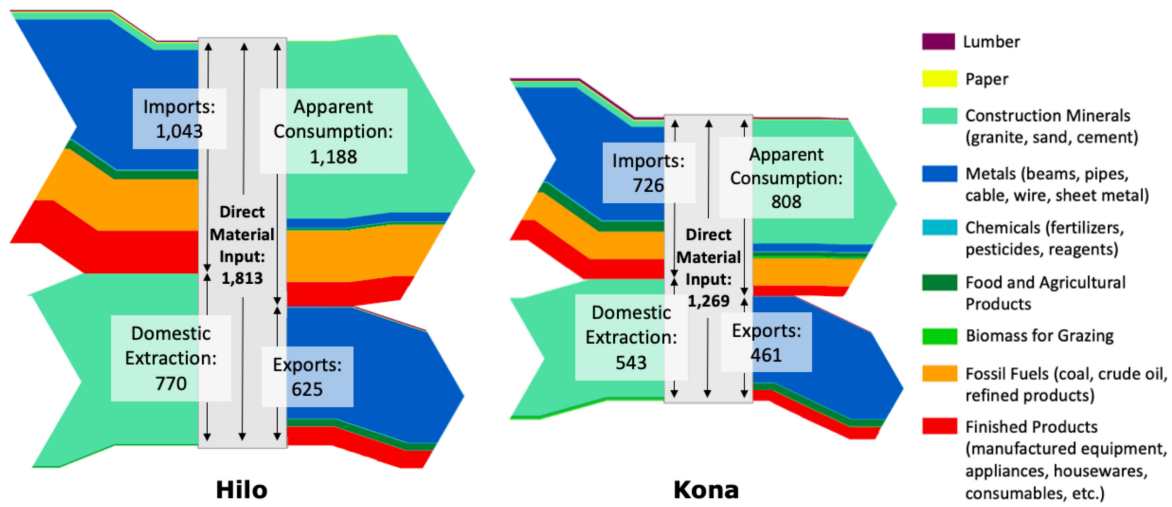 Imports:
1,043
Apparent
Consumption:
1,188
Direct
Material
Input:
1,813
Domestic
Extraction:
770
Exports:
625
Hilo
Imports:
726
Apparent
Consumption:
808
Direct
Material
Input:
1,269
Domestic
Extraction:
543
Exports:
461
Kona
Lumber
Paper
Construction Minerals
(granite, sand, cement)
Metals (beams, pipes,
cable, wire, sheet metal)
Chemicals (fertilizers,
pesticides, reagents)
Food and Agricultural
Products
Biomass for Grazing
Fossil Fuels (coal, crude oil,
refined products)
Finished Products
(manufactured equipment,
appliances, housewares,
consumables, etc.)